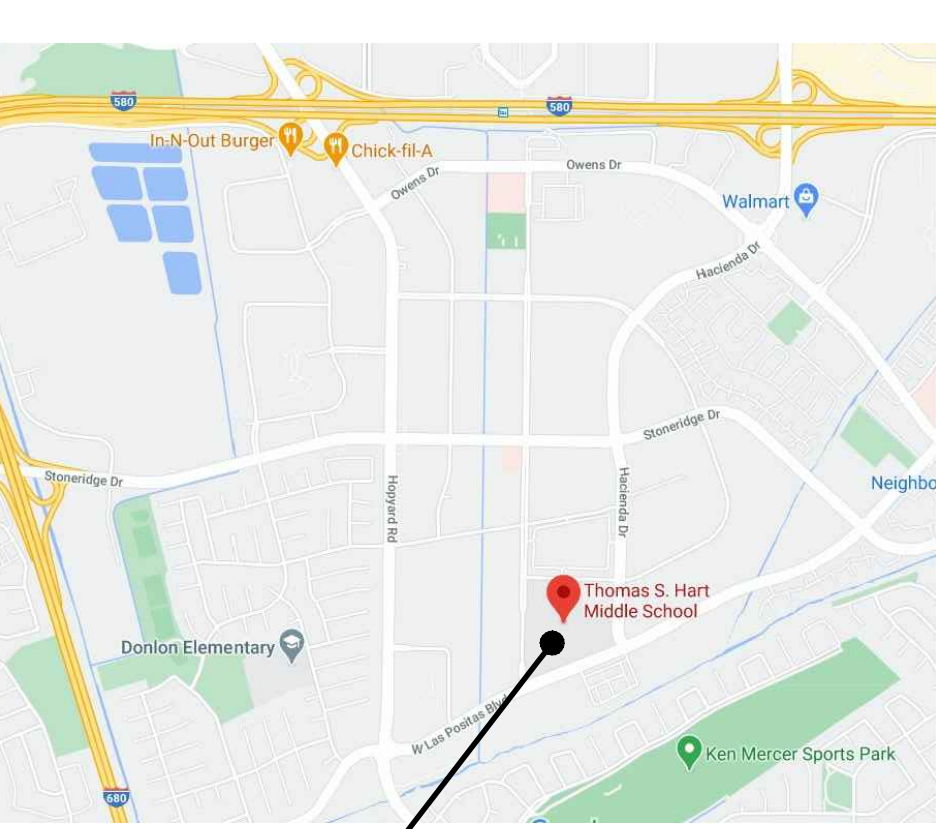 580
580
In-N-Out Burger
Chick-fil-A
Owens Dr
Owens Dr
Walmart
Hacienda Dr
Stoneridge Dr
Stoneridge Dr
Hopyard Rd
Hacienda Dr
Neighbo
Thomas S. Hart
Middle School
Donlon Elementary
W Las Positas Blvd
Ken Mercer Sports Park
680